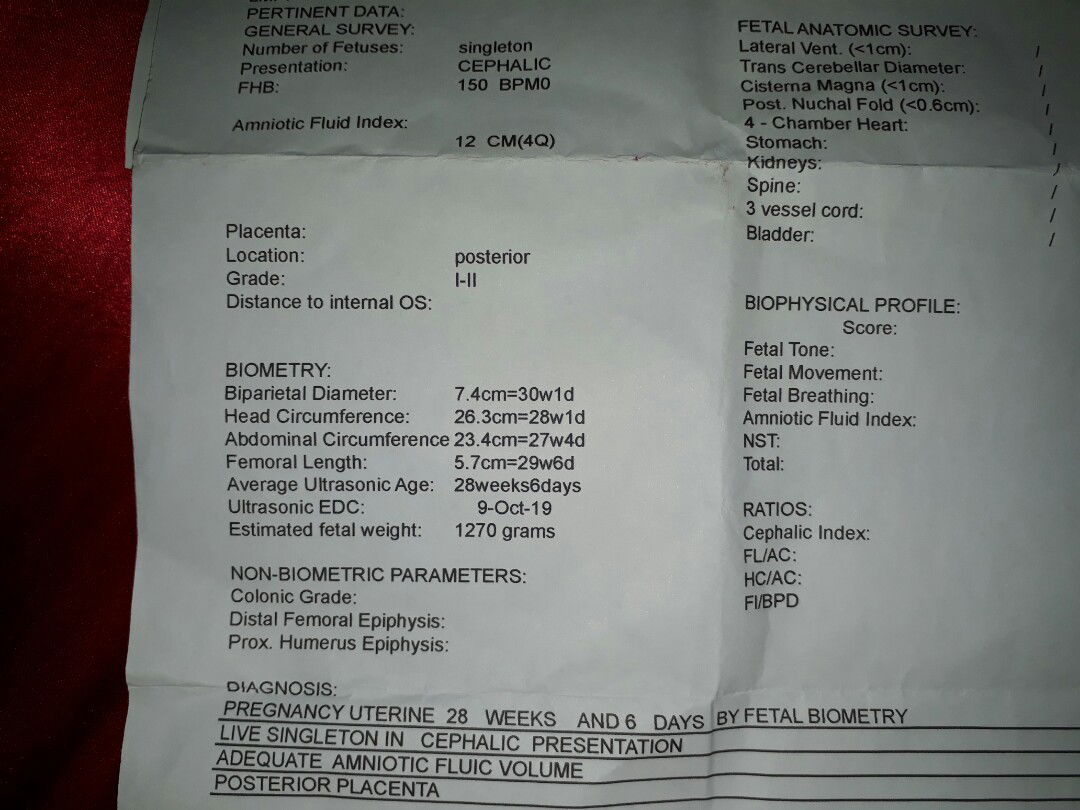 PERTINENT DATA:
GENERAL SURVEY:
Number of Fetuses: singleton
Presentation: CEPHALIC
FHB: 150 BPM0
Amniotic Fluid Index:
12 CM(4Q)
Placenta:
Location: posterior
Grade: I-II
Distance to internal OS:
BIOMETRY:
Biparietal Diameter: 7.4cm=30w1d
Head Circumference: 26.3cm=28w1d
Abdominal Circumference 23.4cm=27w4d
Femoral Length: 5.7cm=29w6d
Average Ultrasonic Age: 28weeks6days
Ultrasonic EDC: 9-Oct-19
Estimated fetal weight: 1270 grams
NON-BIOMETRIC PARAMETERS:
Colonic Grade:
Distal Femoral Epiphysis:
Prox. Humerus Epiphysis:
FETAL ANATOMIC SURVEY:
Lateral Vent. (<1cm): /
Trans Cerebellar Diameter: /
Cisterna Magna (<1cm): /
Post. Nuchal Fold (<0.6cm): /
4 - Chamber Heart: /
Stomach: /
Kidneys: /
Spine: /
3 vessel cord: /
Bladder: /
BIOPHYSICAL PROFILE:
Score:
Fetal Tone:
Fetal Movement:
Fetal Breathing:
Amniotic Fluid Index:
NST:
Total:
RATIOS:
Cephalic Index:
FL/AC:
HC/AC:
Fl/BPD
DIAGNOSIS:
PREGNANCY UTERINE 28 WEEKS AND 6 DAYS BY FETAL BIOMETRY
LIVE SINGLETON IN CEPHALIC PRESENTATION
ADEQUATE AMNIOTIC FLUIC VOLUME
POSTERIOR PLACENTA